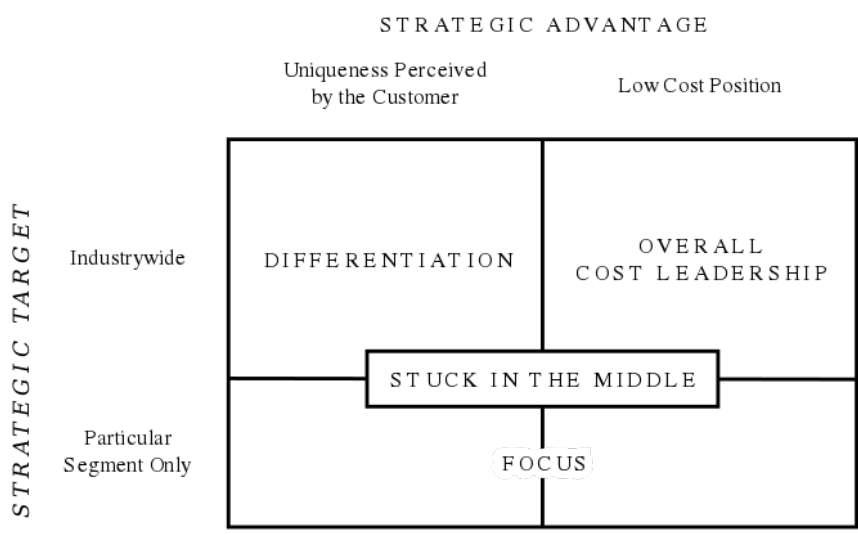 STRATEGIC ADVANTAGE
Uniqueness Perceived
by the Customer
Low Cost Position
STRATEGIC TARGET
Industrywide
DIFFERENTIATION
OVERALL
COST LEADERSHIP
STUCK IN THE MIDDLE
Particular
Segment Only
FOCUS